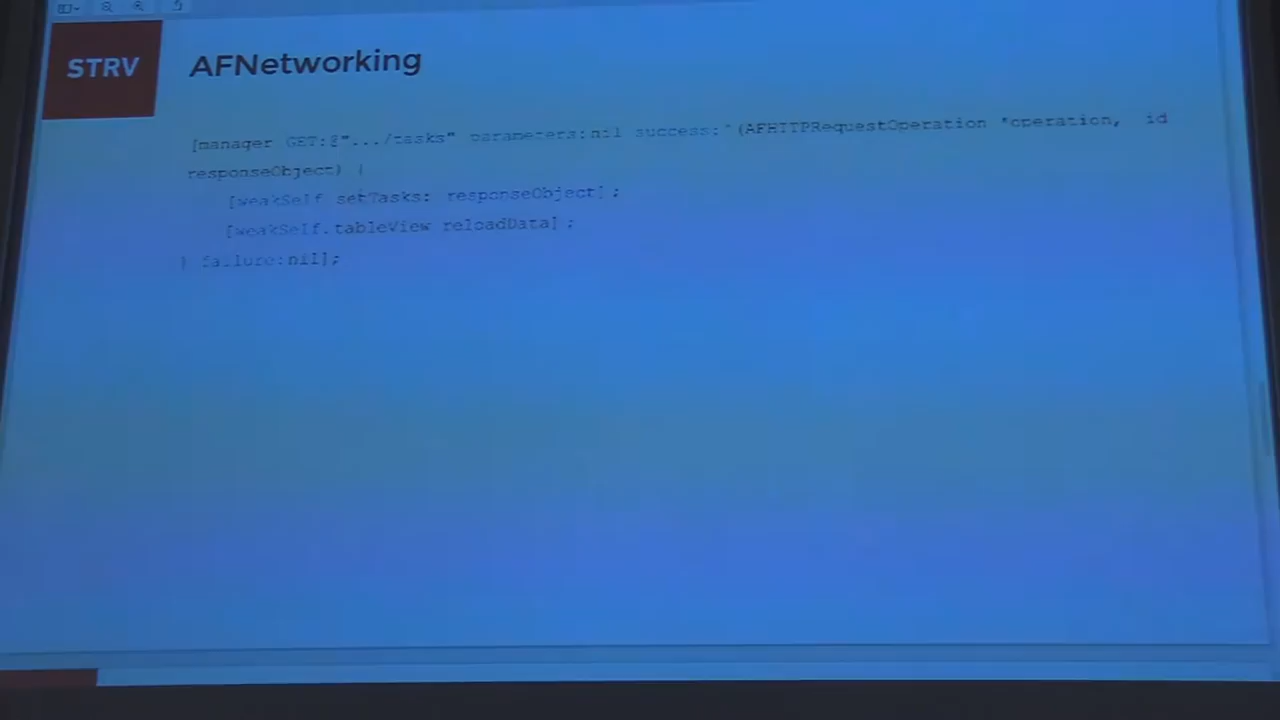 STRV
AFNetworking
[manager GET:@".../tasks" parameters:nil success:^(AFHTTPRequestOperation *operation, id
responseObject) {
[weakSelf setTasks: responseObject];
[weakSelf.tableView reloadData];
} failure:nil];